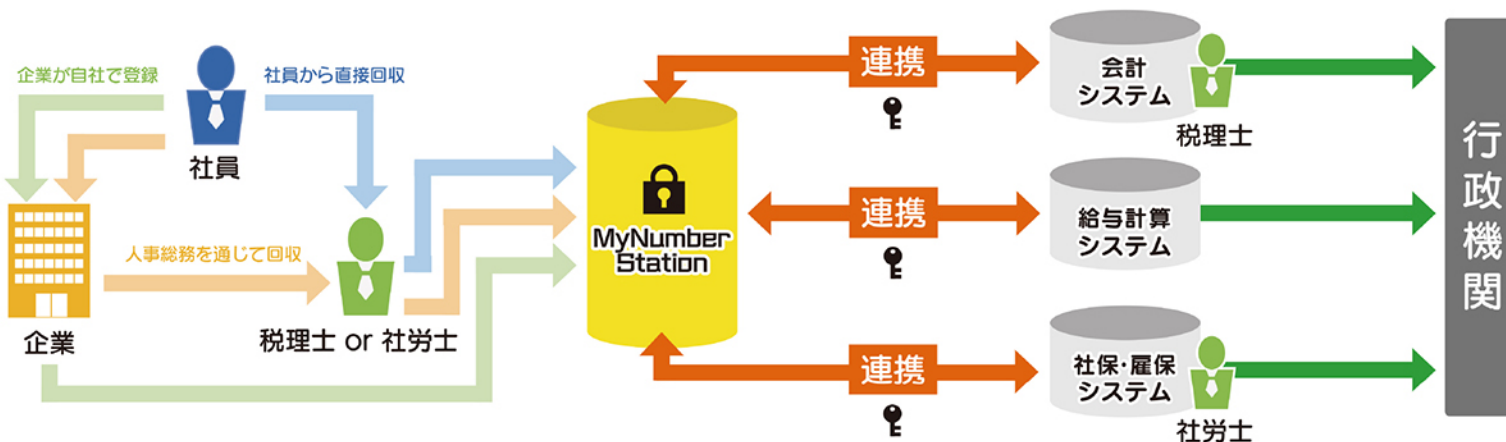 企業が自社で登録
社員から直接回収
社員
人事総務を通じて回収
企業
税理士 or 社労士
MyNumber
Station
連携
会計
システム
税理士
連携
給与計算
システム
連携
社保・雇保
システム
社労士
行政機関